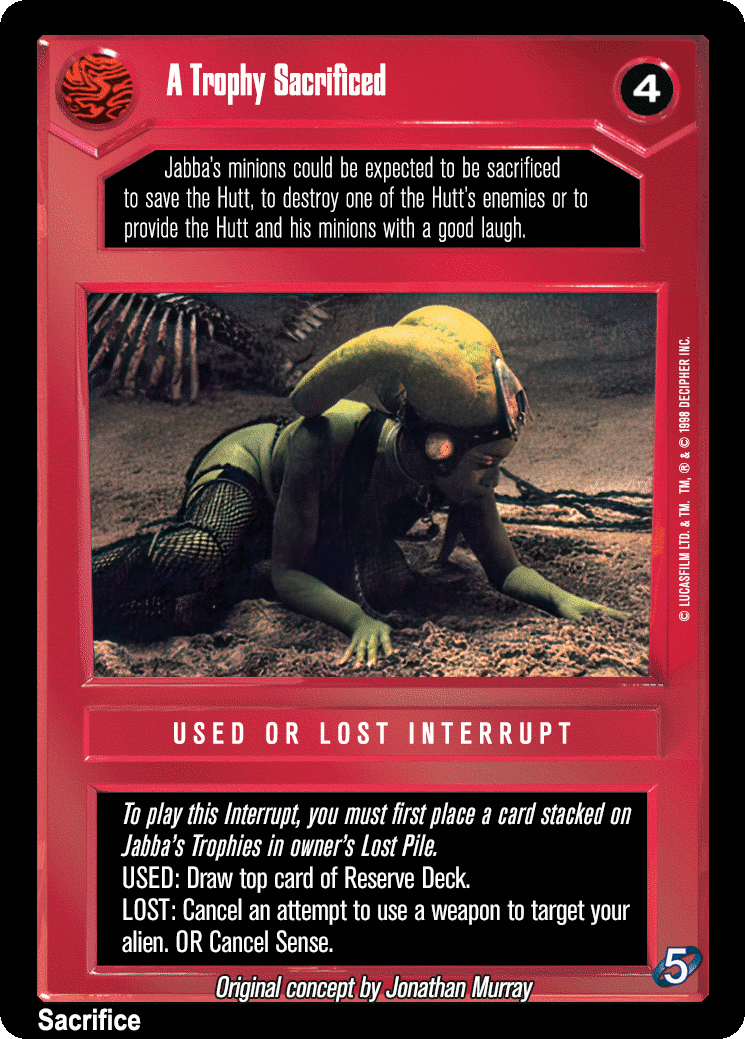 A Trophy Sacrificed
4
Jabba's minions could be expected to be sacrificed
to save the Hutt, to destroy one of the Hutt's enemies or to
provide the Hutt and his minions with a good laugh.
© LUCASFILM LTD. & TM. TM, ® & © 1998 DECIPHER INC.
USED OR LOST INTERRUPT
To play this Interrupt, you must first place a card stacked on
Jabba's Trophies in owner's Lost Pile.
USED: Draw top card of Reserve Deck.
LOST: Cancel an attempt to use a weapon to target your
alien. OR Cancel Sense.
5
Original concept by Jonathan Murray
Sacrifice